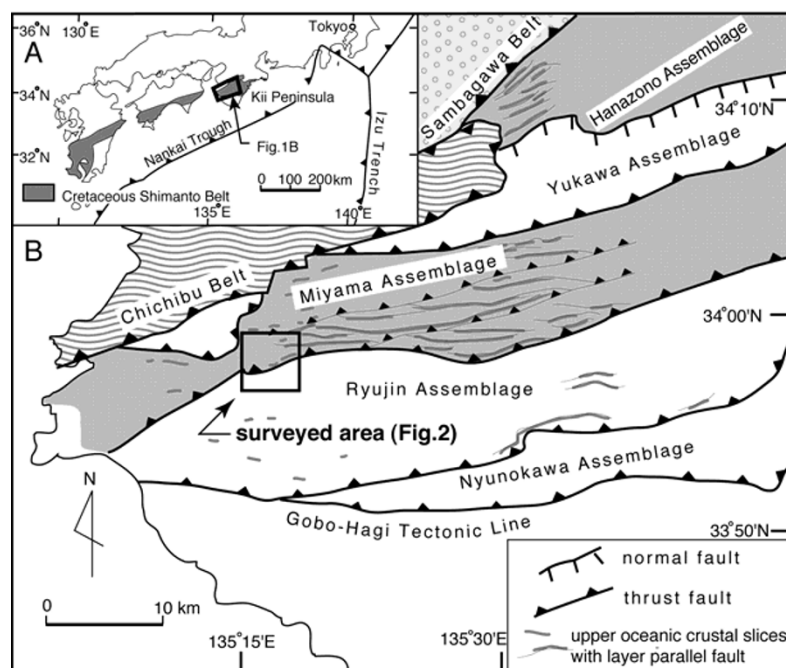 A
36°N
34°N
32°N
130°E
Tokyo
Kii Peninsula
Nankai Trough
Fig.1B
Izu Trench
0 100 200km
Cretaceous Shimanto Belt
135°E
140°E
B
Sambagawa Belt
Hanazono Assemblage
34°10'N
Yukawa Assemblage
Chichibu Belt
Miyama Assemblage
34°00'N
Ryujin Assemblage
surveyed area (Fig.2)
Nyunokawa Assemblage
Gobo-Hagi Tectonic Line
33°50'N
N
0 10 km
135°15'E
135°30'E
normal fault
thrust fault
upper oceanic crustal slices
with layer parallel fault